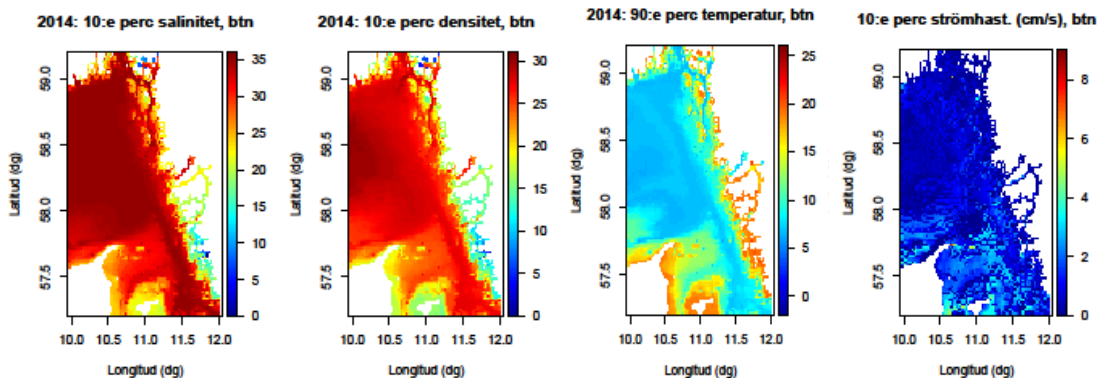 2014: 10:e perc salinitet, btn
59.0
58.5
58.0
57.5
Latitud (dg)
10.0 10.5 11.0 11.5 12.0
Longitud (dg)
35
30
25
20
15
10
5
0
2014: 10:e perc densitet, btn
59.0
58.5
58.0
57.5
Latitud (dg)
10.0 10.5 11.0 11.5 12.0
Longitud (dg)
30
25
20
15
10
5
0
2014: 90:e perc temperatur, btn
59.0
58.5
58.0
57.5
Latitud (dg)
10.0 10.5 11.0 11.5 12.0
Longitud (dg)
25
20
15
10
5
0
10:e perc strömhast. (cm/s), btn
59.0
58.5
58.0
57.5
Latitud (dg)
10.0 10.5 11.0 11.5 12.0
Longitud (dg)
8
6
4
2
0